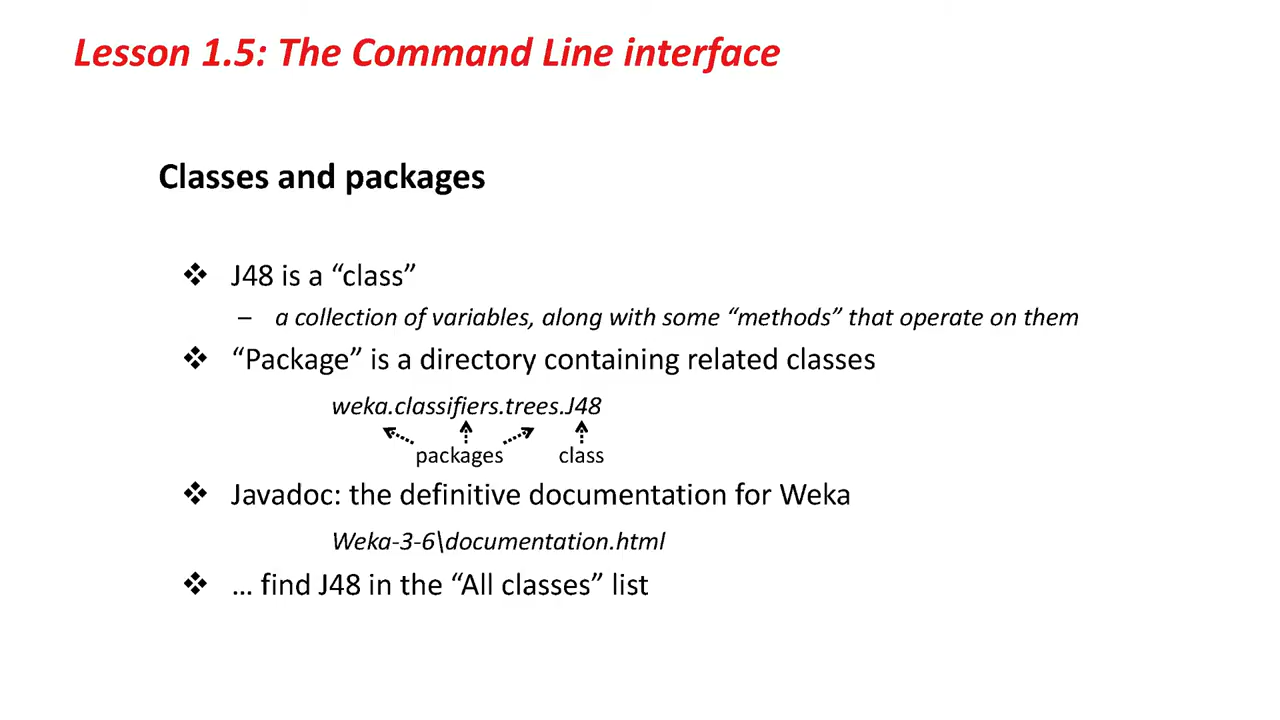 Lesson 1.5: The Command Line interface
Classes and packages
❖ J48 is a “class”
– a collection of variables, along with some “methods” that operate on them
❖ “Package” is a directory containing related classes
weka.classifiers.trees.J48
packages class
❖ Javadoc: the definitive documentation for Weka
Weka-3-6\documentation.html
❖ … find J48 in the “All classes” list